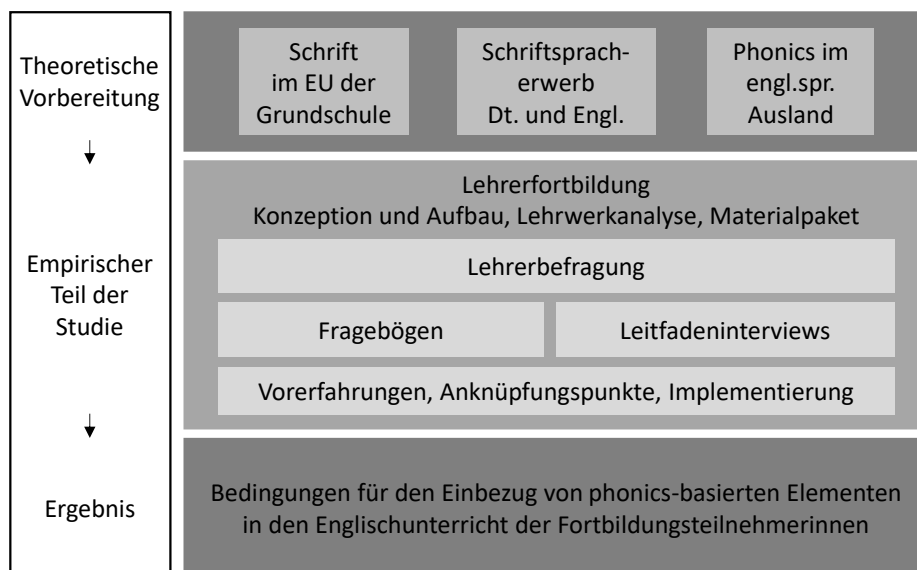 Theoretische
Vorbereitung
Schrift
im EU der
Grundschule
Schriftsprach-
erwerb
Dt. und Engl.
Phonics im
engl.spr.
Ausland
Empirischer
Teil der
Studie
Lehrerfortbildung
Konzeption und Aufbau, Lehrwerkanalyse, Materialpaket
Lehrerbefragung
Fragebögen
Leitfadeninterviews
Vorerfahrungen, Anknüpfungspunkte, Implementierung
Ergebnis
Bedingungen für den Einbezug von phonics-basierten Elementen
in den Englischunterricht der Fortbildungsteilnehmerinnen